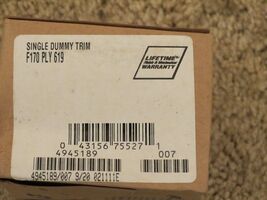 SINGLE DUMMY TRIM
F170 PLY 619
LIFETIME
WARRANTY
0 43156 75527 1
4945189
007
4945189/007 9/20 021111E